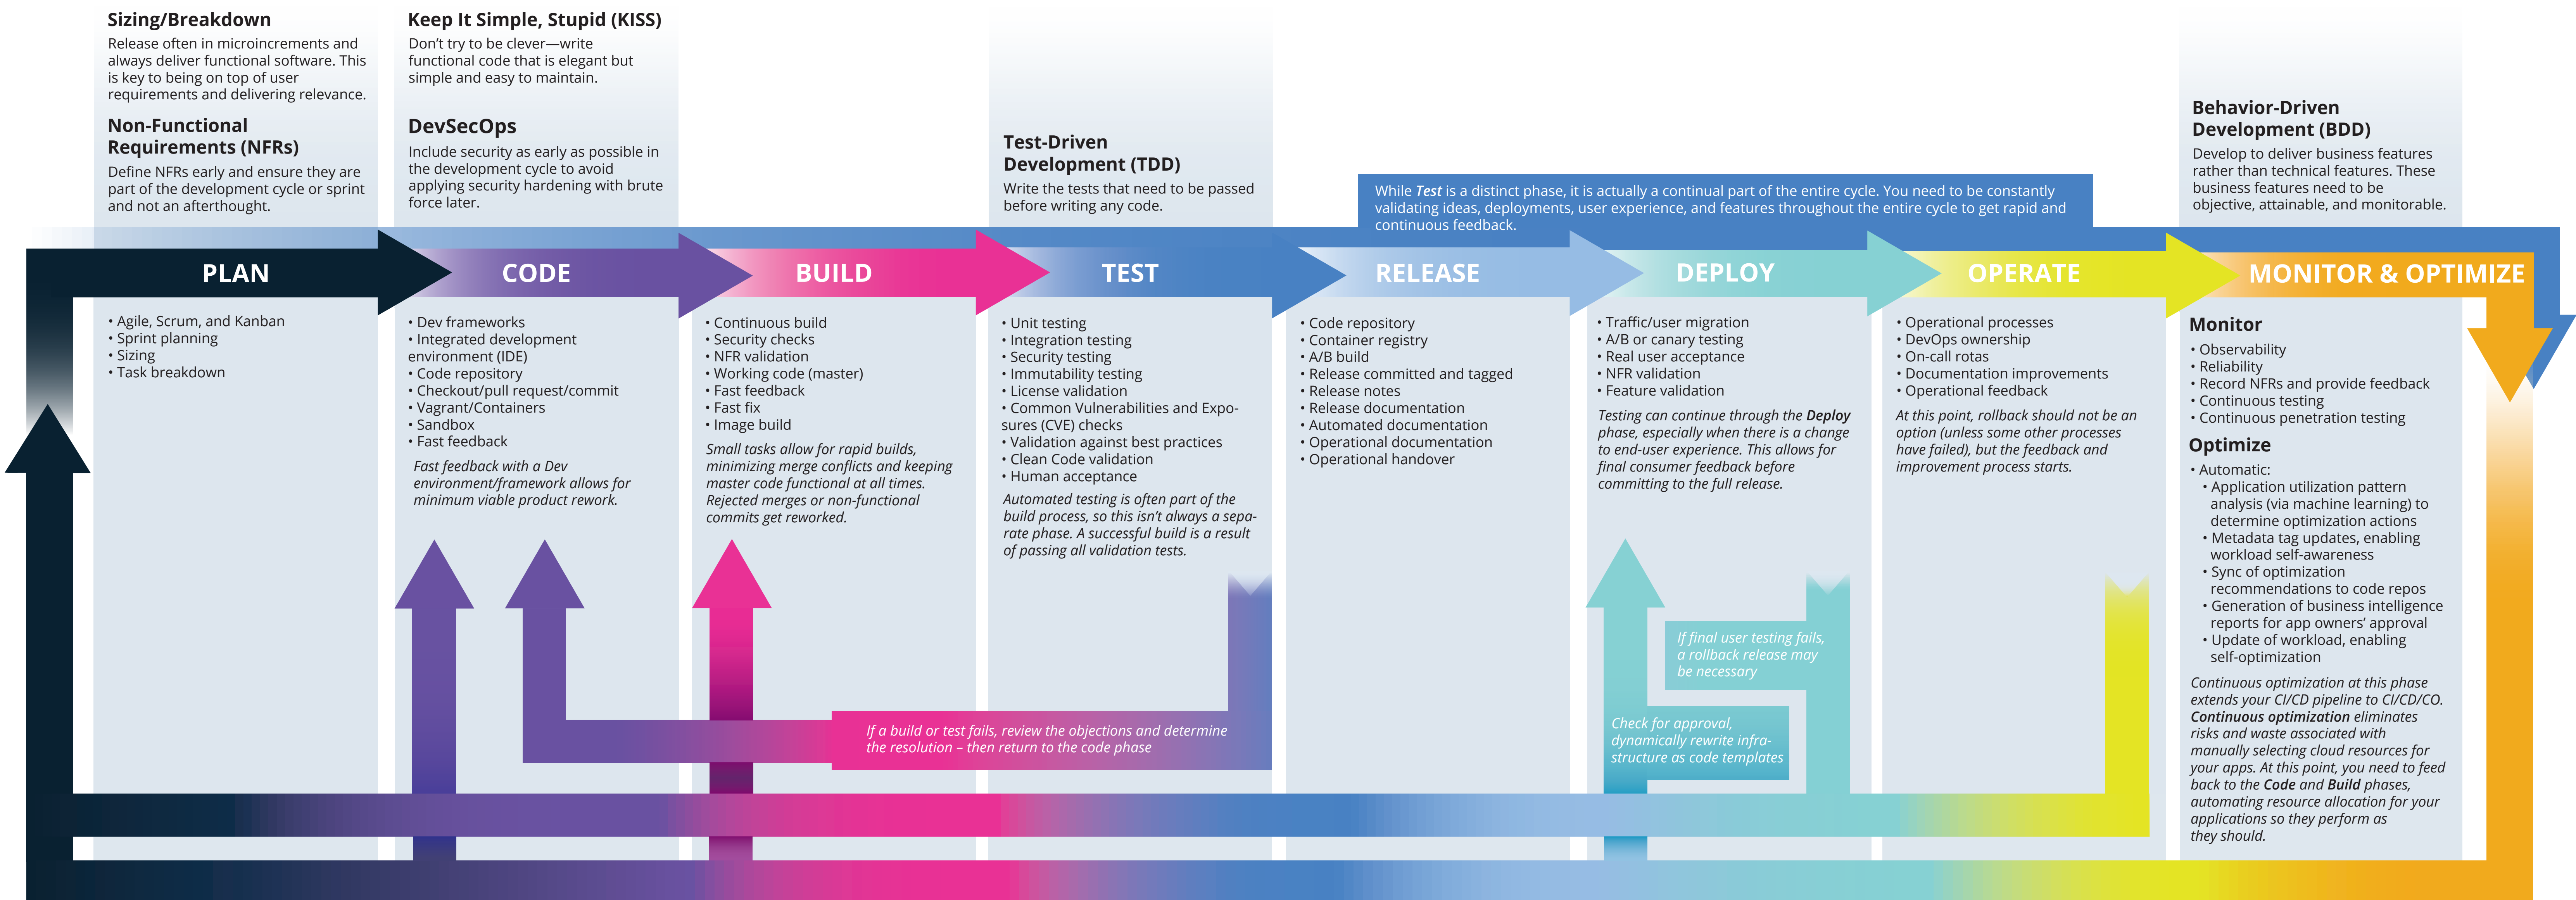 Sizing/Breakdown
Release often in microincrements and
always deliver functional software. This
is key to being on top of user
requirements and delivering relevance.
Non-Functional
Requirements (NFRs)
Define NFRs early and ensure they are
part of the development cycle or sprint
and not an afterthought.
Keep It Simple, Stupid (KISS)
Don’t try to be clever—write
functional code that is elegant but
simple and easy to maintain.
DevSecOps
Include security as early as possible in
the development cycle to avoid
applying security hardening with brute
force later.
Test-Driven
Development (TDD)
Write the tests that need to be passed
before writing any code.
While Test is a distinct phase, it is actually a continual part of the entire cycle. You need to be constantly
validating ideas, deployments, user experience, and features throughout the entire cycle to get rapid and
continuous feedback.
Behavior-Driven
Development (BDD)
Develop to deliver business features
rather than technical features. These
business features need to be
objective, attainable, and monitorable.
PLAN
CODE
BUILD
TEST
RELEASE
DEPLOY
OPERATE
MONITOR & OPTIMIZE
• Agile, Scrum, and Kanban
• Sprint planning
• Sizing
• Task breakdown
• Dev frameworks
• Integrated development
environment (IDE)
• Code repository
• Checkout/pull request/commit
• Vagrant/Containers
• Sandbox
• Fast feedback
Fast feedback with a Dev
environment/framework allows for
minimum viable product rework.
• Continuous build
• Security checks
• NFR validation
• Working code (master)
• Fast feedback
• Fast fix
• Image build
Small tasks allow for rapid builds,
minimizing merge conflicts and keeping
master code functional at all times.
Rejected merges or non-functional
commits get reworked.
• Unit testing
• Integration testing
• Security testing
• Immutability testing
• License validation
• Common Vulnerabilities and Expo-
sures (CVE) checks
• Validation against best practices
• Clean Code validation
• Human acceptance
Automated testing is often part of the
build process, so this isn’t always a sepa-
rate phase. A successful build is a result
of passing all validation tests.
• Code repository
• Container registry
• A/B build
• Release committed and tagged
• Release notes
• Release documentation
• Automated documentation
• Operational documentation
• Operational handover
• Traffic/user migration
• A/B or canary testing
• Real user acceptance
• NFR validation
• Feature validation
Testing can continue through the Deploy
phase, especially when there is a change
to end-user experience. This allows for
final consumer feedback before
committing to the full release.
• Operational processes
• DevOps ownership
• On-call rotas
• Documentation improvements
• Operational feedback
At this point, rollback should not be an
option (unless some other processes
have failed), but the feedback and
improvement process starts.
Monitor
• Observability
• Reliability
• Record NFRs and provide feedback
• Continuous testing
• Continuous penetration testing
Optimize
• Automatic:
• Application utilization pattern
analysis (via machine learning) to
determine optimization actions
• Metadata tag updates, enabling
workload self-awareness
• Sync of optimization
recommendations to code repos
• Generation of business intelligence
reports for app owners’ approval
• Update of workload, enabling
self-optimization
Continuous optimization at this phase
extends your CI/CD pipeline to CI/CD/CO.
Continuous optimization eliminates
risks and waste associated with
manually selecting cloud resources for
your apps. At this point, you need to feed
back to the Code and Build phases,
automating resource allocation for your
applications so they perform as
they should.
If a build or test fails, review the objections and determine
the resolution – then return to the code phase
If final user testing fails,
a rollback release may
be necessary
Check for approval,
dynamically rewrite infra-
structure as code templates